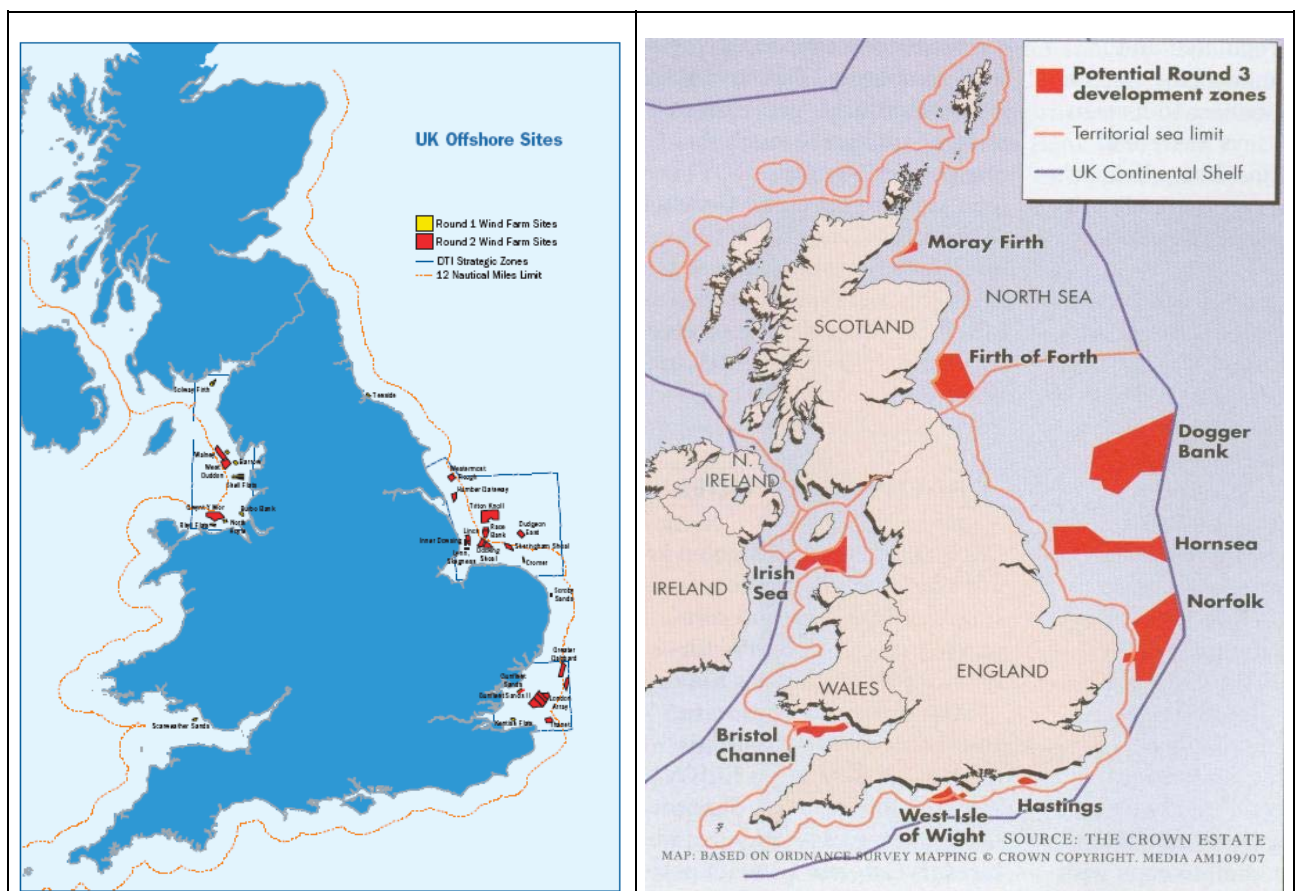 UK Offshore Sites
Round 1 Wind Farm Sites
Round 2 Wind Farm Sites
DTI Strategic Zones
12 Nautical Miles Limit
Solway Firth
Teesside
Walney
Barrow
West
Duddon
Shell Flats
Gwynt y Mor
Burbo Bank
Rhyl Flats
North
Westermost
Rough
Humber Gateway
Triton Knoll
Lincs
Race
Bank
Dudgeon
East
Inner Dowsing
Docking
Shoal
Sheringham Shoal
Lynn
Cromer
Scroby
Sands
Greater Gabbard
Gunfleet
Sands
Gunfleet Sands II
London
Array
Kentish Flats
Thanet
Scarweather Sands
Potential Round 3
development zones
Territorial sea limit
UK Continental Shelf
Moray Firth
NORTH SEA
SCOTLAND
Firth of Forth
Dogger
Bank
N.
IRELAND
Hornsea
Irish
Sea
IRELAND
Norfolk
ENGLAND
WALES
Bristol
Channel
Hastings
West Isle
of Wight
SOURCE: THE CROWN ESTATE
MAP: BASED ON ORDNANCE SURVEY MAPPING © CROWN COPYRIGHT. MEDIA AM109/07